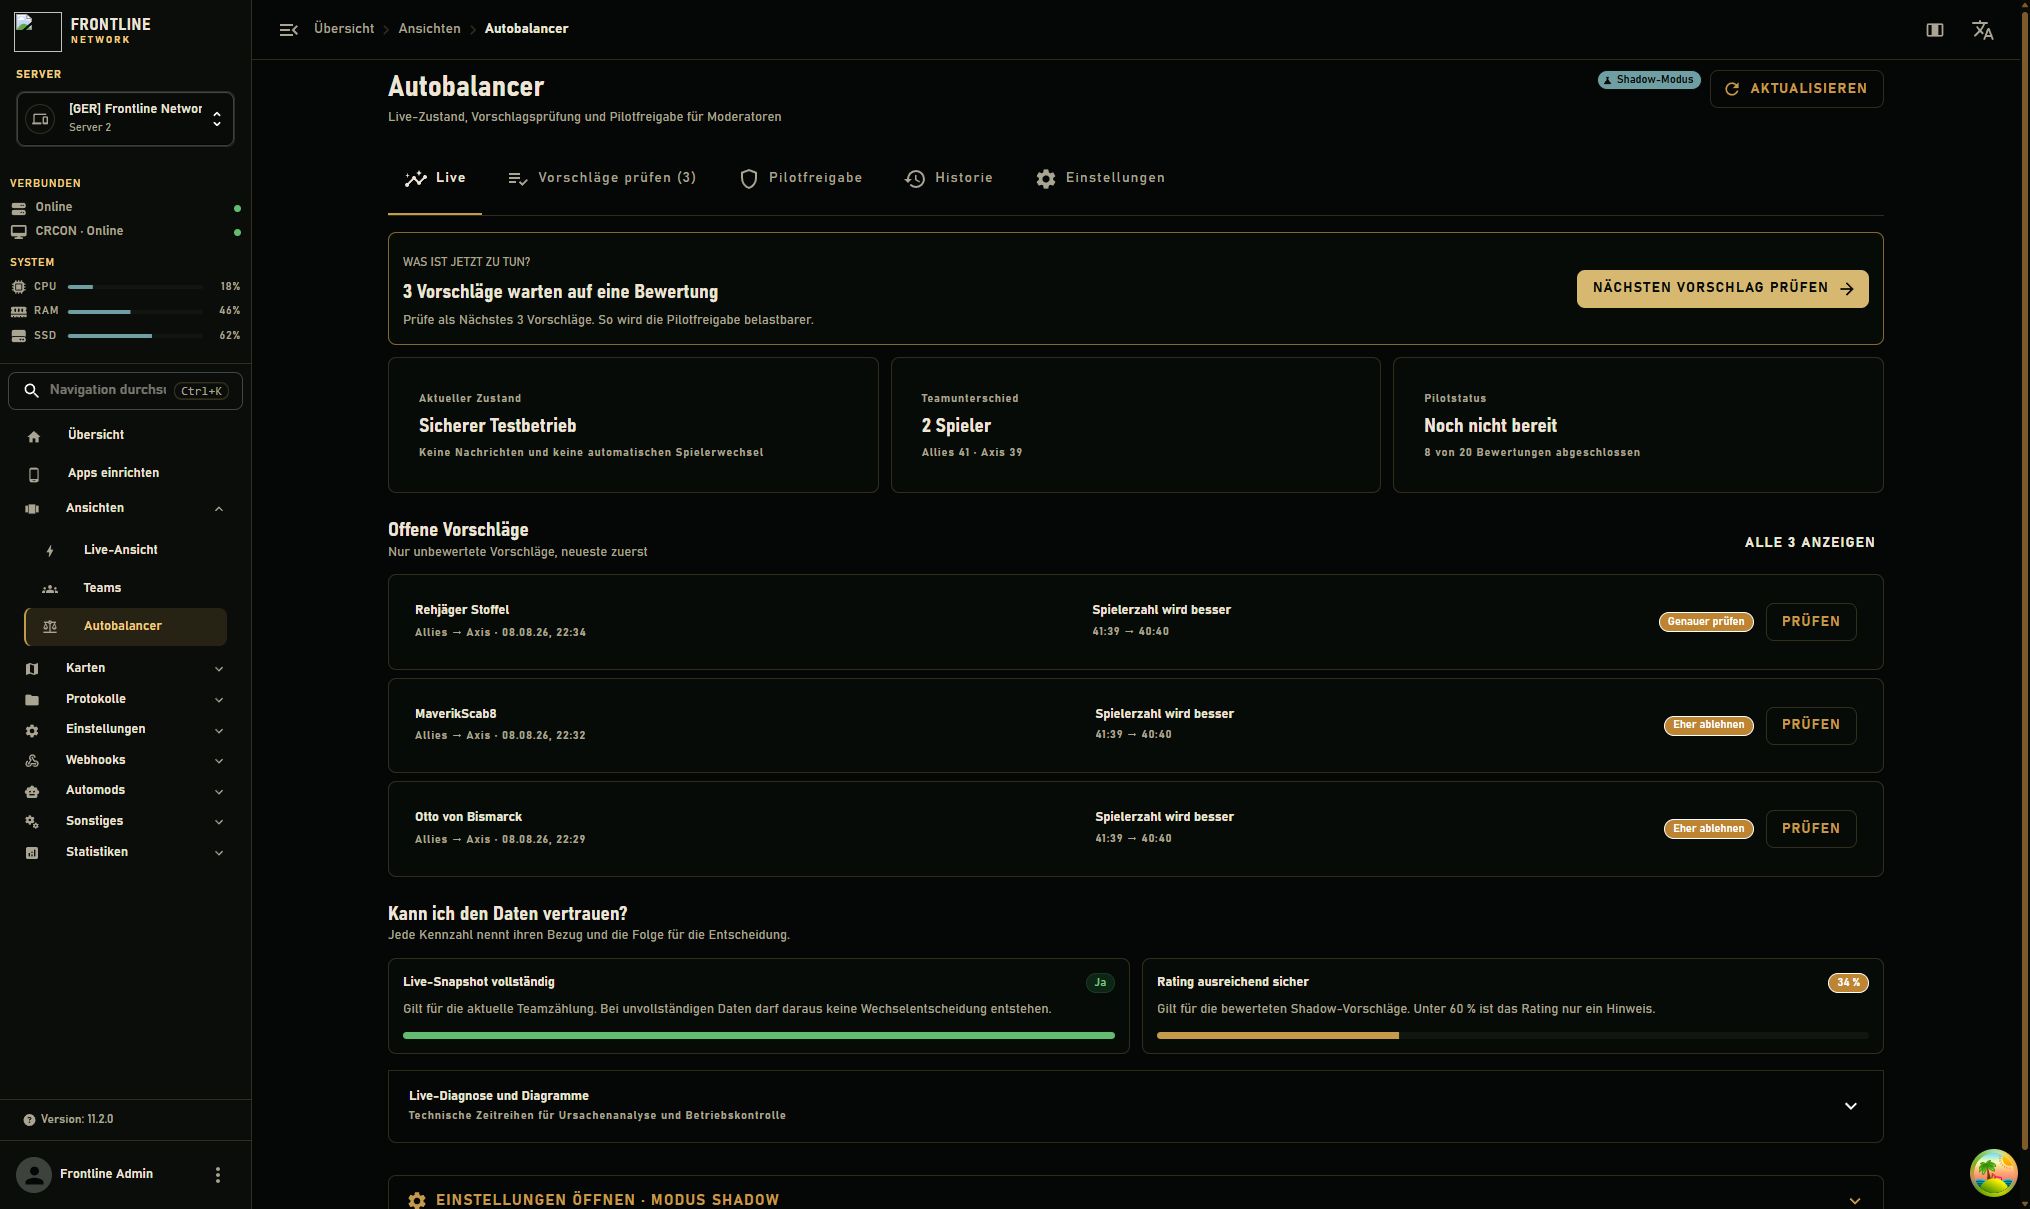 FRONTLINE
NETWORK
SERVER
[GER] Frontline Networ
Server 2
VERBUNDEN
Online
CRCON · Online
SYSTEM
CPU 18%
RAM 46%
SSD 62%
Navigation durchsu Ctrl+K
Übersicht
Apps einrichten
Ansichten
Live-Ansicht
Teams
Autobalancer
Karten
Protokolle
Einstellungen
Webhooks
Automods
Sonstiges
Statistiken
Version: 11.2.0
Frontline Admin
Übersicht > Ansichten > Autobalancer
Autobalancer
Live-Zustand, Vorschlagsprüfung und Pilotfreigabe für Moderatoren
Shadow-Modus
AKTUALISIEREN
Live
Vorschläge prüfen (3)
Pilotfreigabe
Historie
Einstellungen
WAS IST JETZT ZU TUN?
3 Vorschläge warten auf eine Bewertung
Prüfe als Nächstes 3 Vorschläge. So wird die Pilotfreigabe belastbarer.
NÄCHSTEN VORSCHLAG PRÜFEN →
Aktueller Zustand
Sicherer Testbetrieb
Keine Nachrichten und keine automatischen Spielerwechsel
Teamunterschied
2 Spieler
Allies 41 · Axis 39
Pilotstatus
Noch nicht bereit
8 von 20 Bewertungen abgeschlossen
Offene Vorschläge
Nur unbewertete Vorschläge, neueste zuerst
ALLE 3 ANZEIGEN
Rehjäger Stoffel
Allies → Axis · 08.08.26, 22:34
Spielerzahl wird besser
41:39 → 40:40
Genauer prüfen
PRÜFEN
MaverikScab8
Allies → Axis · 08.08.26, 22:32
Spielerzahl wird besser
41:39 → 40:40
Eher ablehnen
PRÜFEN
Otto von Bismarck
Allies → Axis · 08.08.26, 22:29
Spielerzahl wird besser
41:39 → 40:40
Eher ablehnen
PRÜFEN
Kann ich den Daten vertrauen?
Jede Kennzahl nennt ihren Bezug und die Folge für die Entscheidung.
Live-Snapshot vollständig
Ja
Gilt für die aktuelle Teamzählung. Bei unvollständigen Daten darf daraus keine Wechselentscheidung entstehen.
Rating ausreichend sicher
34 %
Gilt für die bewerteten Shadow-Vorschläge. Unter 60 % ist das Rating nur ein Hinweis.
Live-Diagnose und Diagramme
Technische Zeitreihen für Ursachenanalyse und Betriebskontrolle
EINSTELLUNGEN ÖFFNEN · MODUS SHADOW